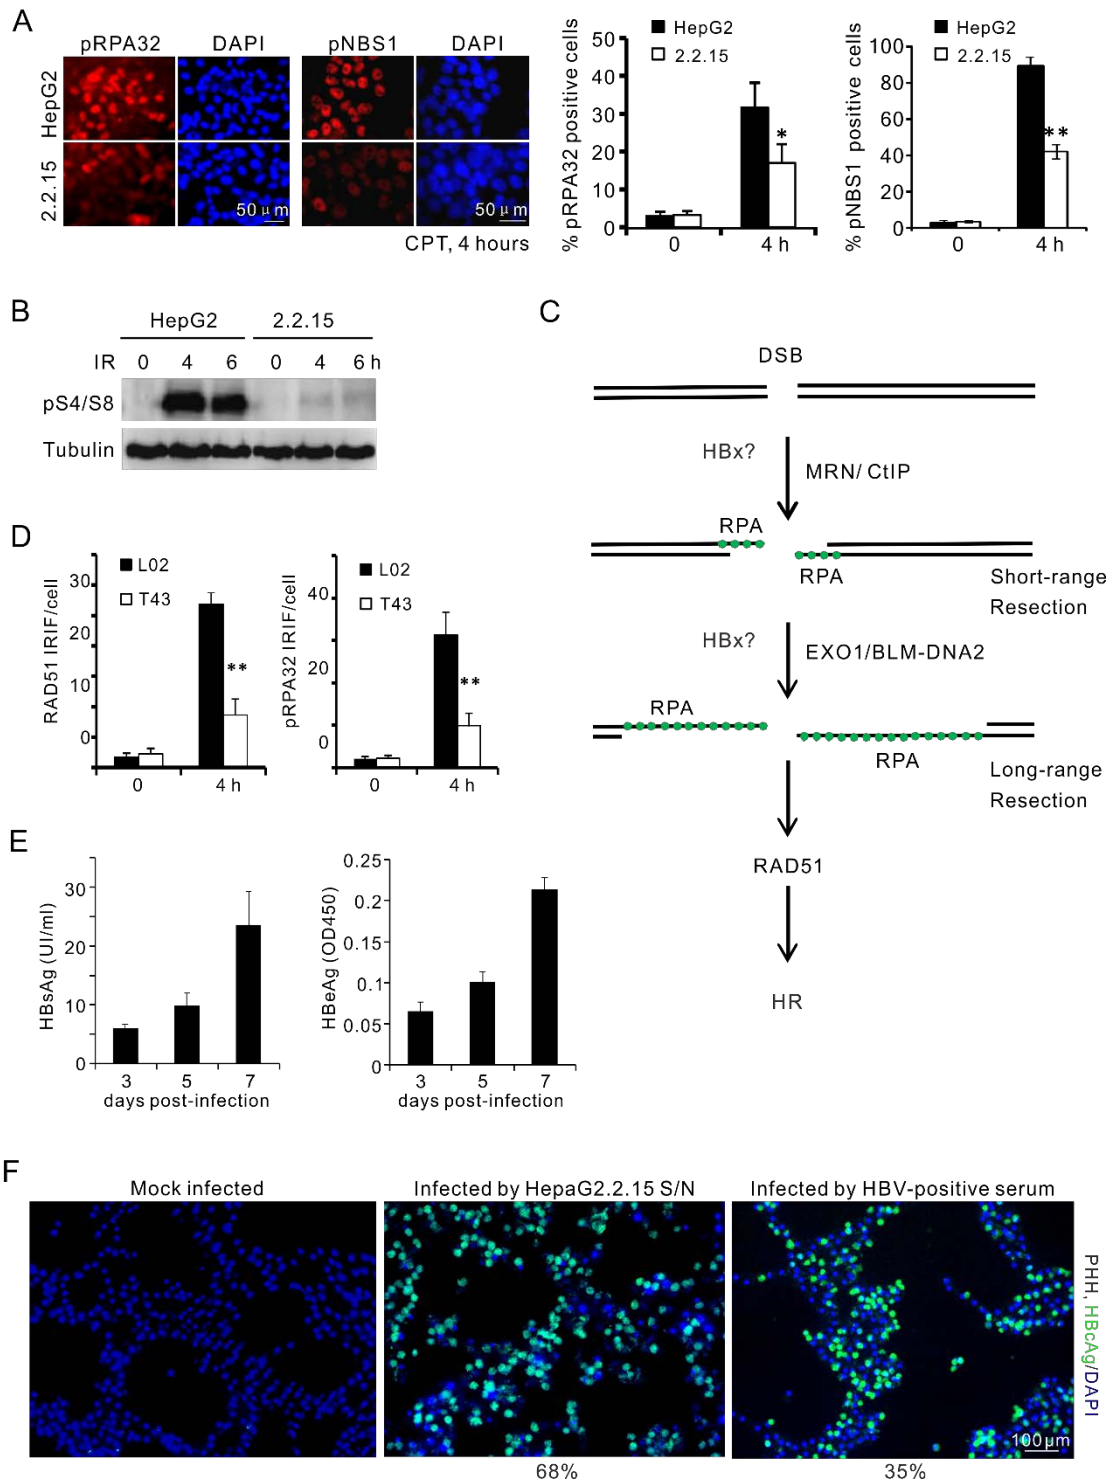 A
pRPA32 DAPI pNBS1 DAPI
HepG2
2.2.15
50 μm
50 μm
CPT, 4 hours
% pRPA32 positive cells
50
40
30
20
10
0
HepG2
2.2.15
*
0 4 h
% pNBS1 positive cells
100
80
60
40
20
0
HepG2
2.2.15
**
0 4 h
B
HepG2 2.2.15
IR 0 4 6 0 4 6 h
pS4/S8
Tubulin
C
DSB
HBx?
MRN/ CtIP
RPA
RPA
Short-range
Resection
HBx?
EXO1/BLM-DNA2
RPA
RPA
Long-range
Resection
RAD51
HR
D
RAD51 IRIF/cell
30
20
10
0
L02
T43
**
0 4 h
pRPA32 IRIF/cell
40
20
0
L02
T43
**
0 4 h
E
HBsAg (UI/ml)
30
20
10
0
3 5 7
days post-infection
HBeAg (OD450)
0.25
0.2
0.15
0.1
0.05
0
3 5 7
days post-infection
F
Mock infected
Infected by HepaG2.2.15 S/N
Infected by HBV-positive serum
PHH, HBcAg/DAPI
100μm
68%
35%